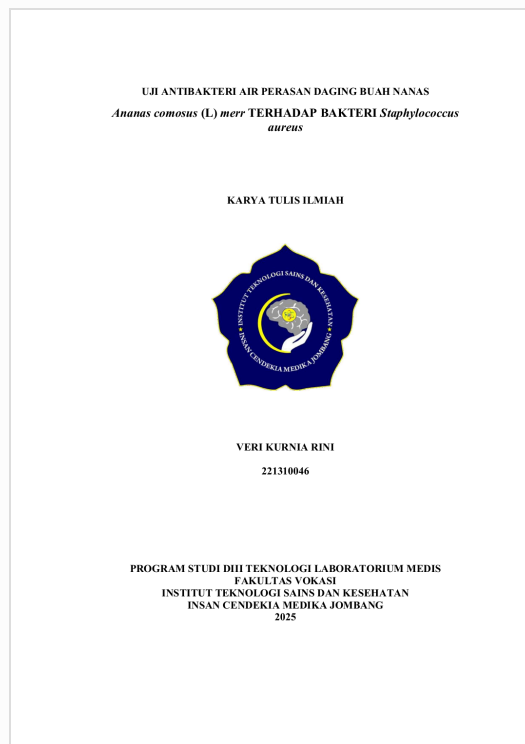 UJI ANTIBAKTERI AIR PERASAN DAGING BUAH NANAS
Ananas comosus (L) merr TERHADAP BAKTERI Staphylococcus
aureus
KARYA TULIS ILMIAH
INSTITUT TEKNOLOGI SAINS DAN KESEHATAN
INSAN CENDEKIA MEDIKA JOMBANG
VERI KURNIA RINI
221310046
PROGRAM STUDI DIII TEKNOLOGI LABORATORIUM MEDIS
FAKULTAS VOKASI
INSTITUT TEKNOLOGI SAINS DAN KESEHATAN
INSAN CENDEKIA MEDIKA JOMBANG
2025